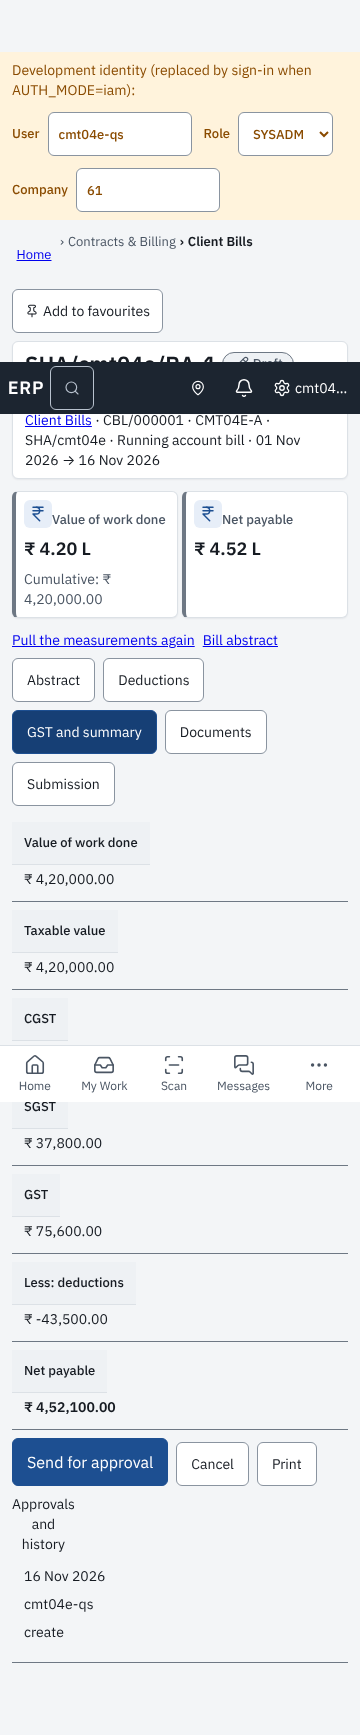 Development identity (replaced by sign-in when
AUTH_MODE=iam):
User cmt04e-qs Role SYSADM
Company 61
Home › Contracts & Billing › Client Bills
Add to favourites
SHA/cmt04e/RA-1 Draft
ERP cmt04...
Client Bills · CBL/000001 · CMT04E-A ·
SHA/cmt04e · Running account bill · 01 Nov
2026 → 16 Nov 2026
₹ Value of work done
₹ 4.20 L
Cumulative: ₹
4,20,000.00
₹ Net payable
₹ 4.52 L
Pull the measurements again Bill abstract
Abstract Deductions
GST and summary Documents
Submission
Value of work done
₹ 4,20,000.00
Taxable value
₹ 4,20,000.00
CGST
Home My Work Scan Messages More
SGST
₹ 37,800.00
GST
₹ 75,600.00
Less: deductions
₹ -43,500.00
Net payable
₹ 4,52,100.00
Send for approval Cancel Print
Approvals
and
history
16 Nov 2026
cmt04e-qs
create